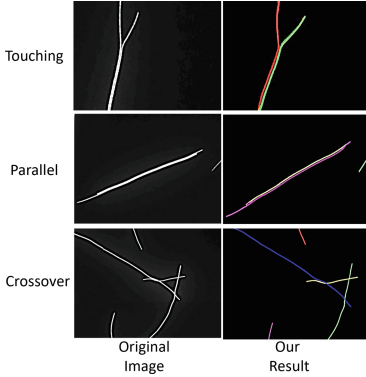 Touching
Parallel
Crossover
Original Image
Our Result